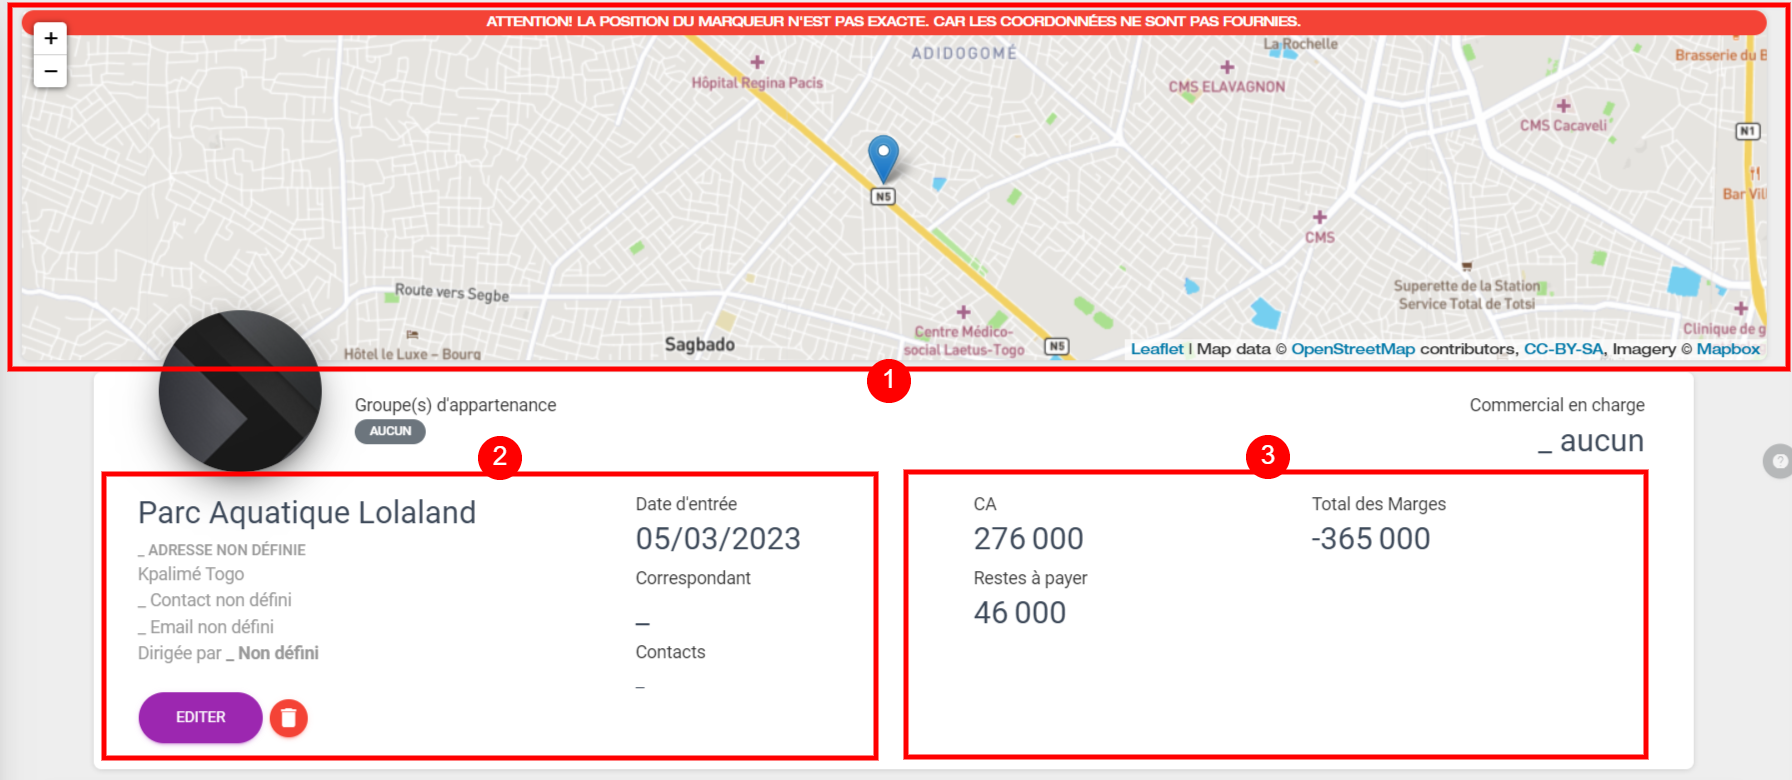 ATTENTION! LA POSITION DU MARQUEUR N'EST PAS EXACTE. CAR LES COORDONNÉES NE SONT PAS FOURNIES.
+
−
ADIDOGOMÉ
La Rochelle
Brasserie du B
Hôpital Regina Pacis
CMS ELAVAGNON
CMS Cacaveli
N1
N5
Bar Vil
CMS
Route vers Segbe
Superette de la Station
Service Total de Totsi
Centre Médico-
social Laetus-Togo
N5
Clinique de g
Sagbado
Hôtel le Luxe – Bourg
Leaflet | Map data © OpenStreetMap contributors, CC-BY-SA, Imagery © Mapbox
1
Groupe(s) d'appartenance
AUCUN
Commercial en charge
_ aucun
2
3
Parc Aquatique Lolaland
_ ADRESSE NON DÉFINIE
Kpalimé Togo
_ Contact non défini
_ Email non défini
Dirigée par _ Non défini
EDITER
Date d'entrée
05/03/2023
Correspondant
_
Contacts
_
CA
276 000
Total des Marges
-365 000
Restes à payer
46 000
?